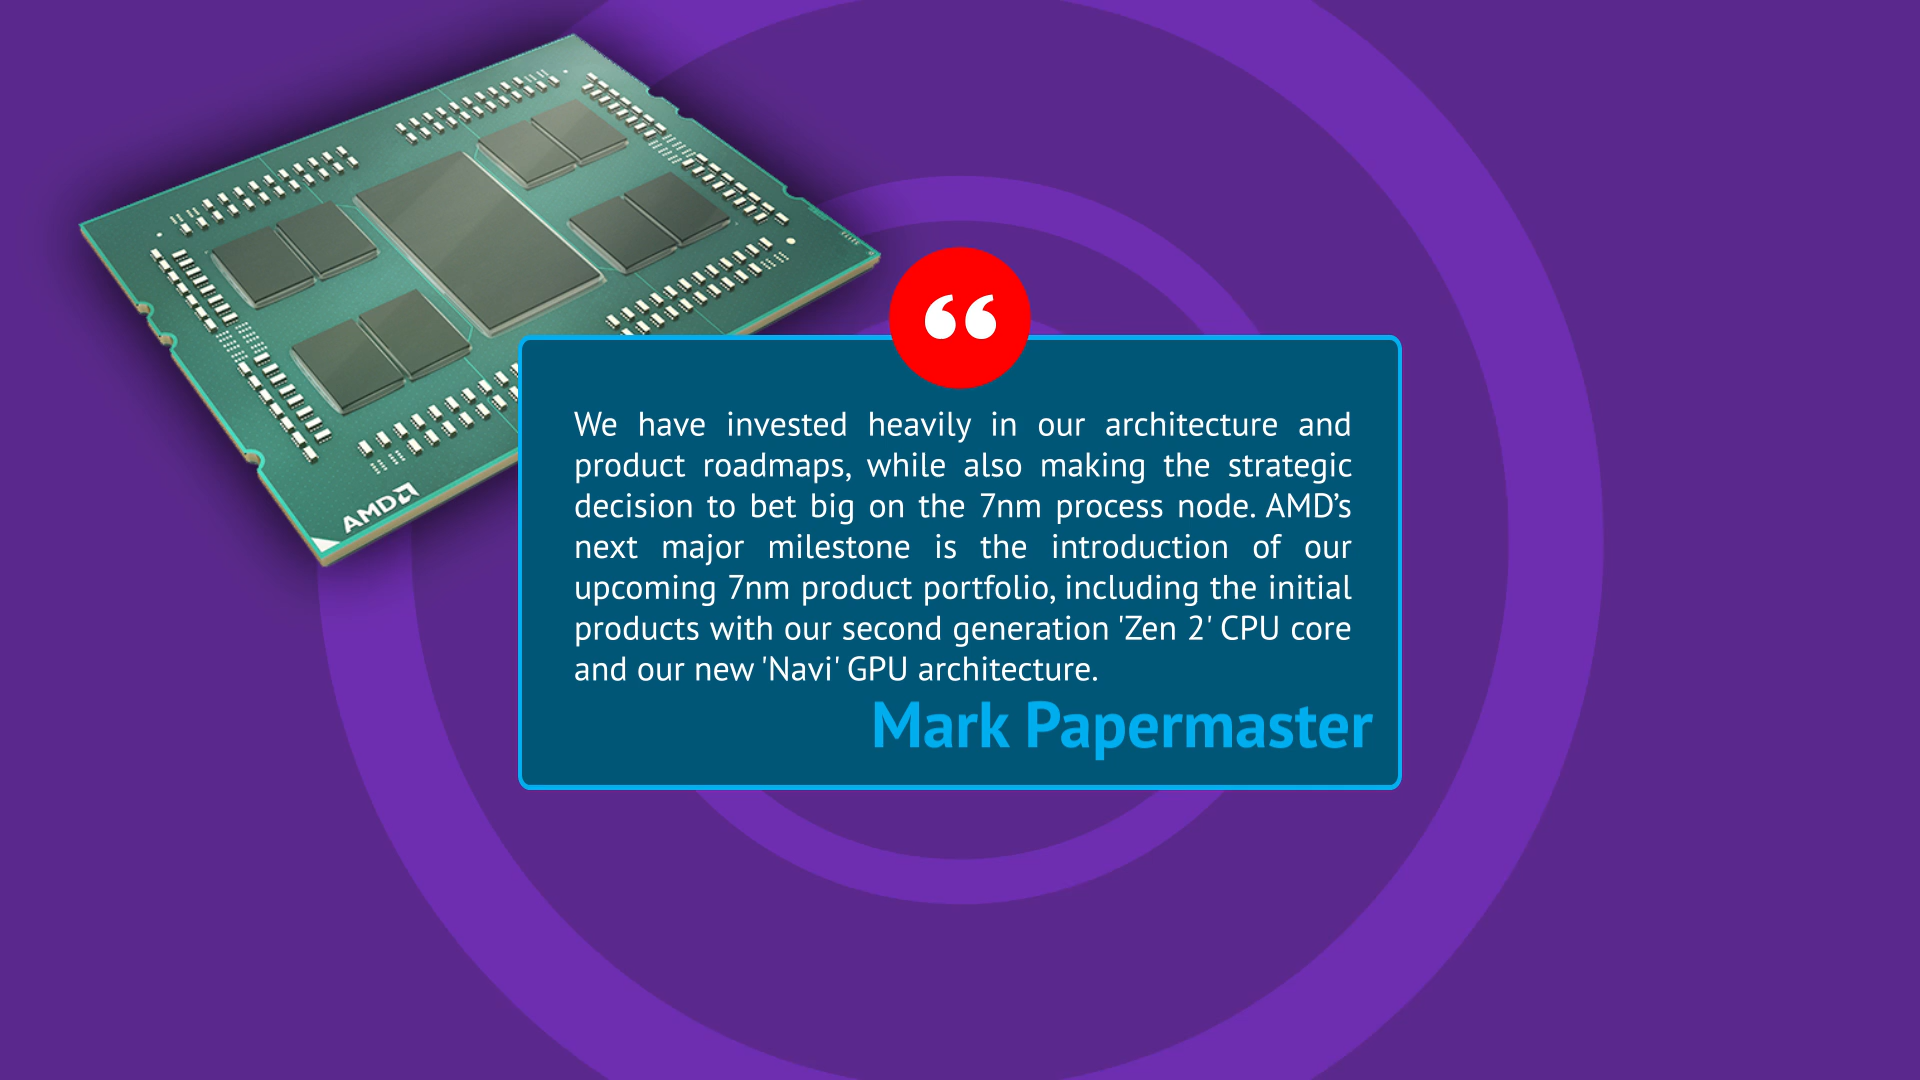 AMD
“
We have invested heavily in our architecture and
product roadmaps, while also making the strategic
decision to bet big on the 7nm process node. AMD’s
next major milestone is the introduction of our
upcoming 7nm product portfolio, including the initial
products with our second generation 'Zen 2' CPU core
and our new 'Navi' GPU architecture.
Mark Papermaster